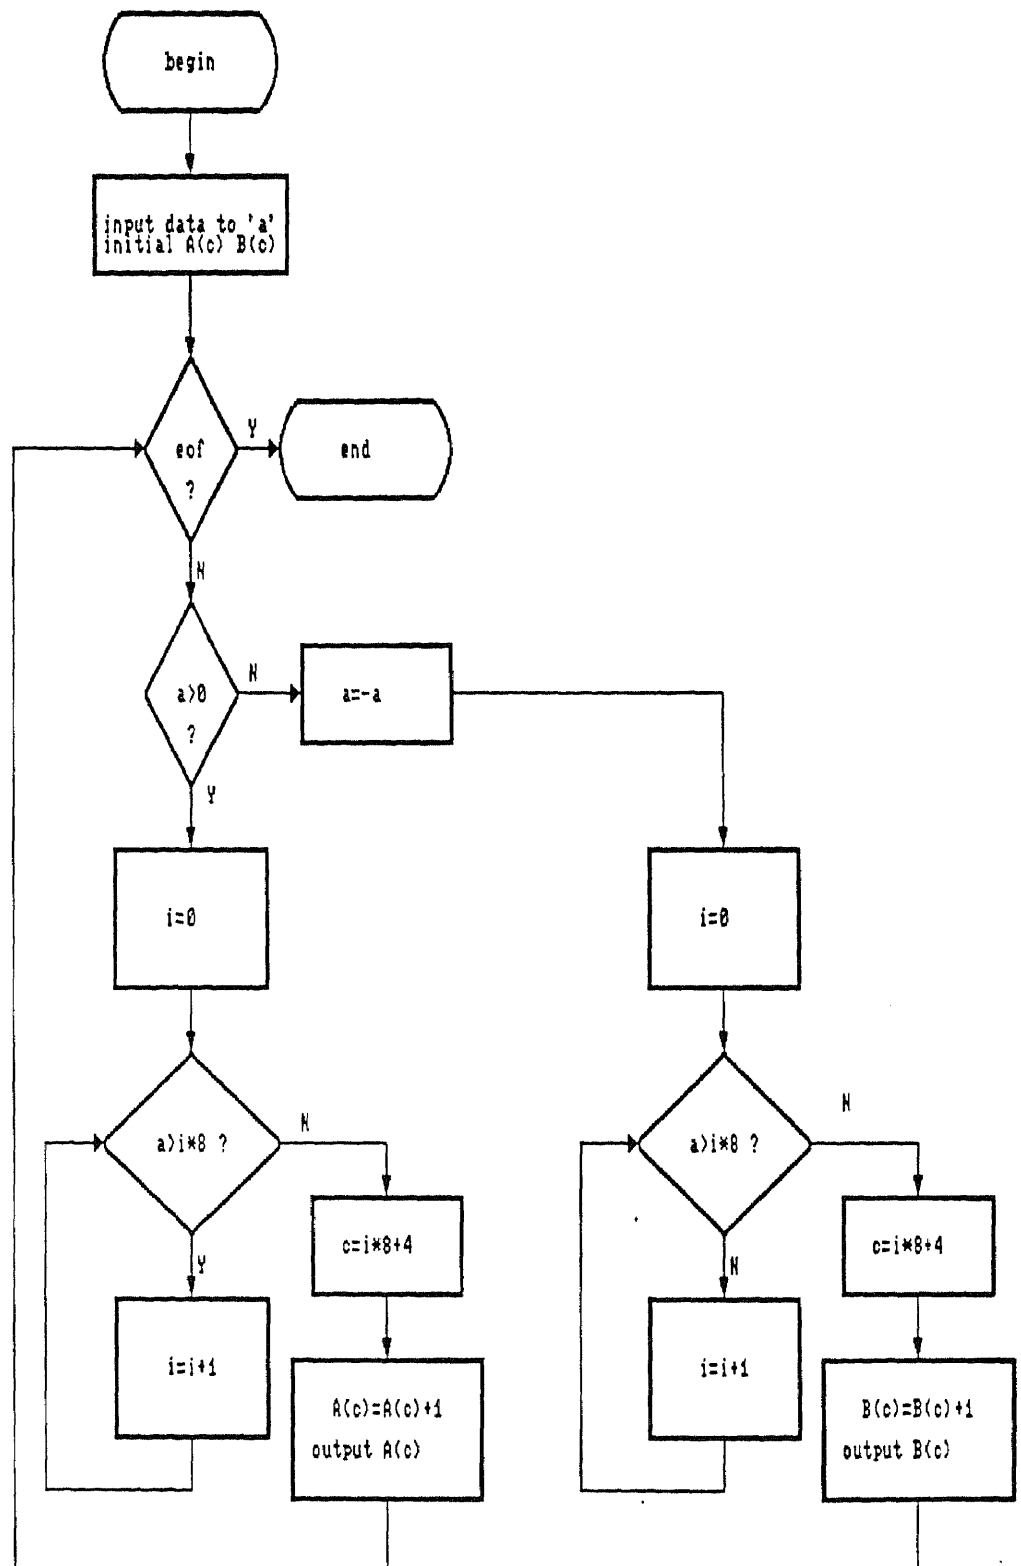 begin
input data to 'a'
initial A(c) B(c)
eof
?
Y
end
N
a>0
?
N
a=-a
Y
i=0
i=0
a>i*8 ?
N
a>i*8 ?
N
c=i*8+4
c=i*8+4
Y
N
i=i+1
i=i+1
A(c)=A(c)+1
output A(c)
B(c)=B(c)+1
output B(c)